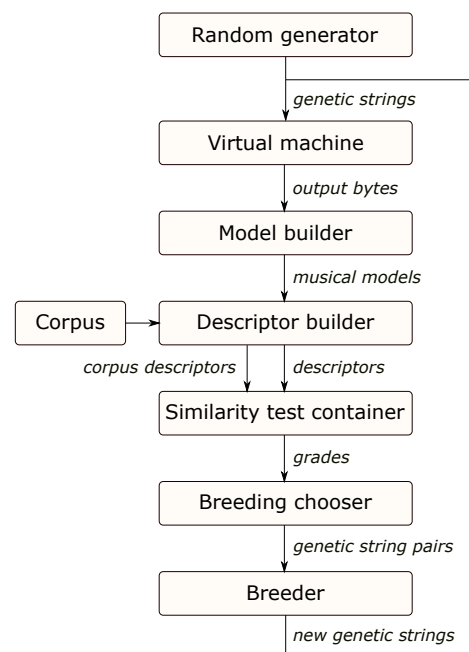 Random generator
genetic strings
Virtual machine
output bytes
Model builder
musical models
Corpus
Descriptor builder
corpus descriptors
descriptors
Similarity test container
grades
Breeding chooser
genetic string pairs
Breeder
new genetic strings